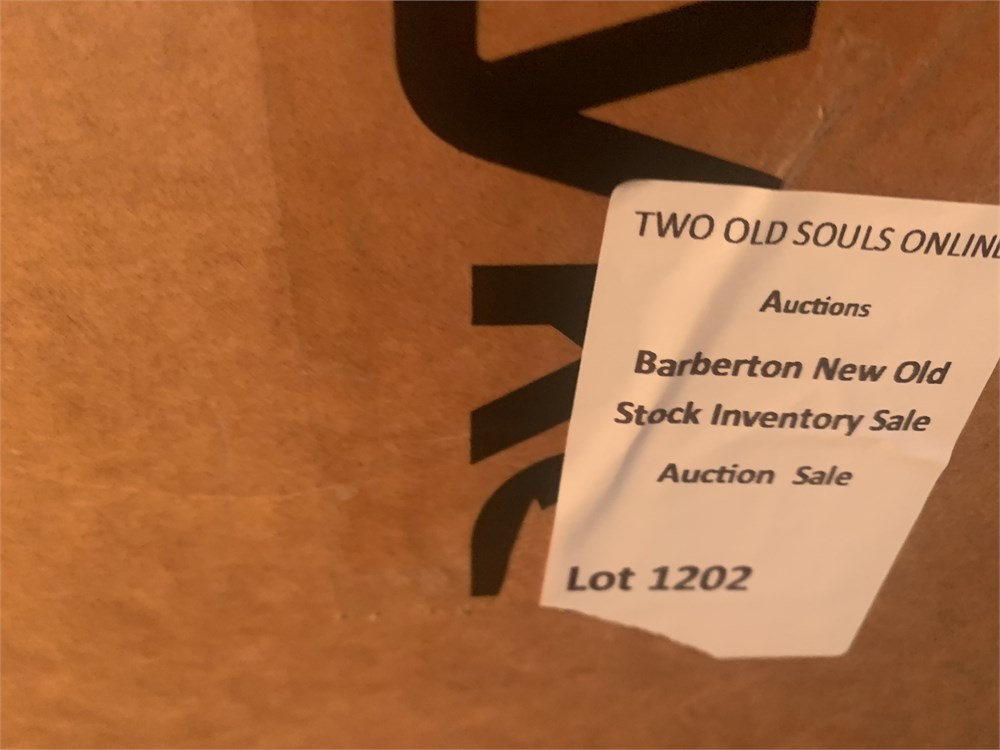 TWO OLD SOULS ONLINE
Auctions
Barberton New Old
Stock Inventory Sale
Auction Sale
Lot 1202